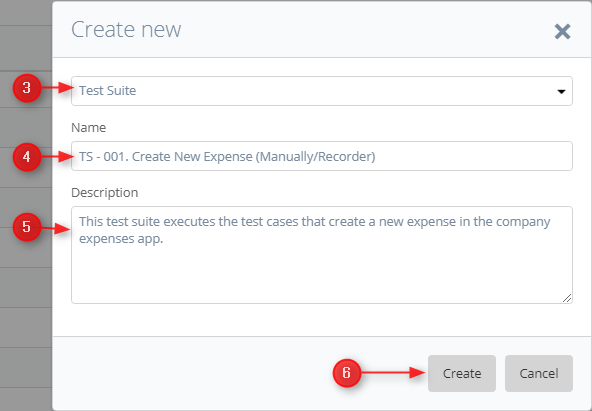 Create new
3
Test Suite
Name
4
TS - 001. Create New Expense (Manually/Recorder)
Description
5
This test suite executes the test cases that create a new expense in the company
expenses app.
6
Create
Cancel